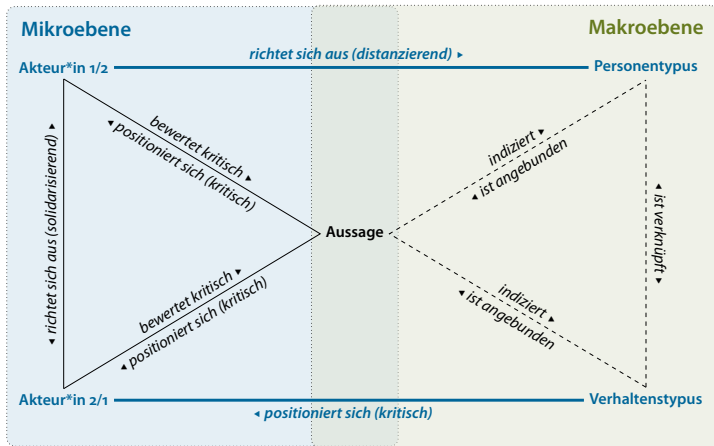 Mikroebene
Makroebene
richtet sich aus (distanzierend) ▸
Akteur*in 1/2
Personentypus
bewertet kritisch ▸
◂ positioniert sich (kritisch)
indiziert ▸
◂ ist angebunden
◂ richtet sich aus (solidarisierend) ▸
Aussage
◂ ist verknüpft ▸
bewertet kritisch ▸
◂ positioniert sich (kritisch)
indiziert ▸
◂ ist angebunden
Akteur*in 2/1
Verhaltenstypus
◂ positioniert sich (kritisch)